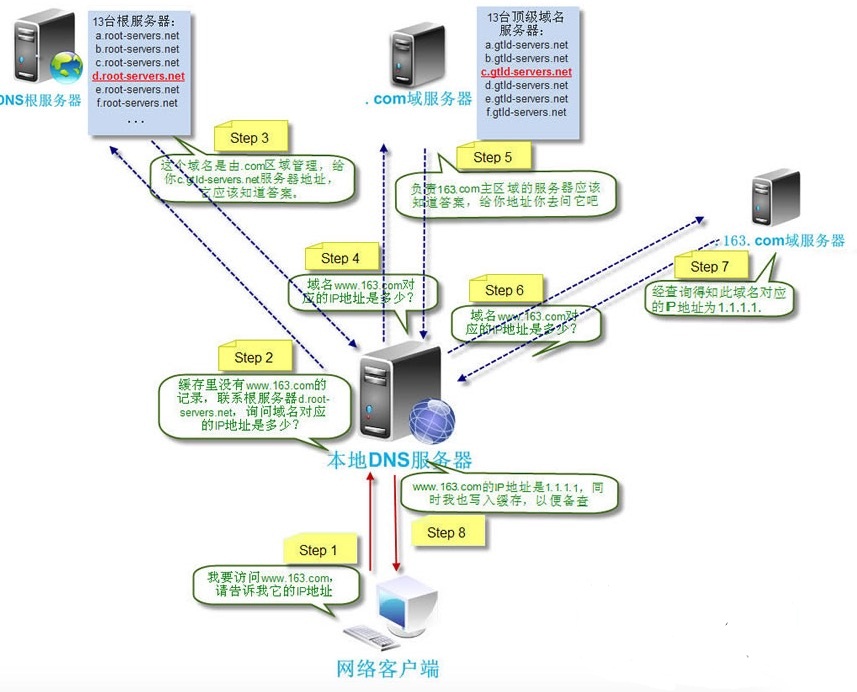 13台根服务器：
a.root-servers.net
b.root-servers.net
c.root-servers.net
d.root-servers.net
e.root-servers.net
f.root-servers.net
...
DNS根服务器
13台顶级域名
服务器：
a.gtld-servers.net
b.gtld-servers.net
c.gtld-servers.net
d.gtld-servers.net
e.gtld-servers.net
f.gtld-servers.net
.com域服务器
Step 3
这个域名是由.com区域管理，给
你c.gtld-servers.net服务器地址，
它应该知道答案。
Step 5
负责163.com主区域的服务器应该
知道答案，给你地址你去问它吧
.163.com域服务器
Step 4
域名www.163.com对
应的IP地址是多少？
Step 6
域名www.163.com对
应的IP地址是多少？
Step 7
经查询得知此域名对应
的IP地址为1.1.1.1.
Step 2
缓存里没有www.163.com的
记录，联系根服务器d.root-
servers.net，询问域名对应
的IP地址是多少？
本地DNS服务器
www.163.com的IP地址是1.1.1.1，同
时我也写入缓存，以便备查
Step 8
Step 1
我要访问www.163.com，
请告诉我它的IP地址
网络客户端